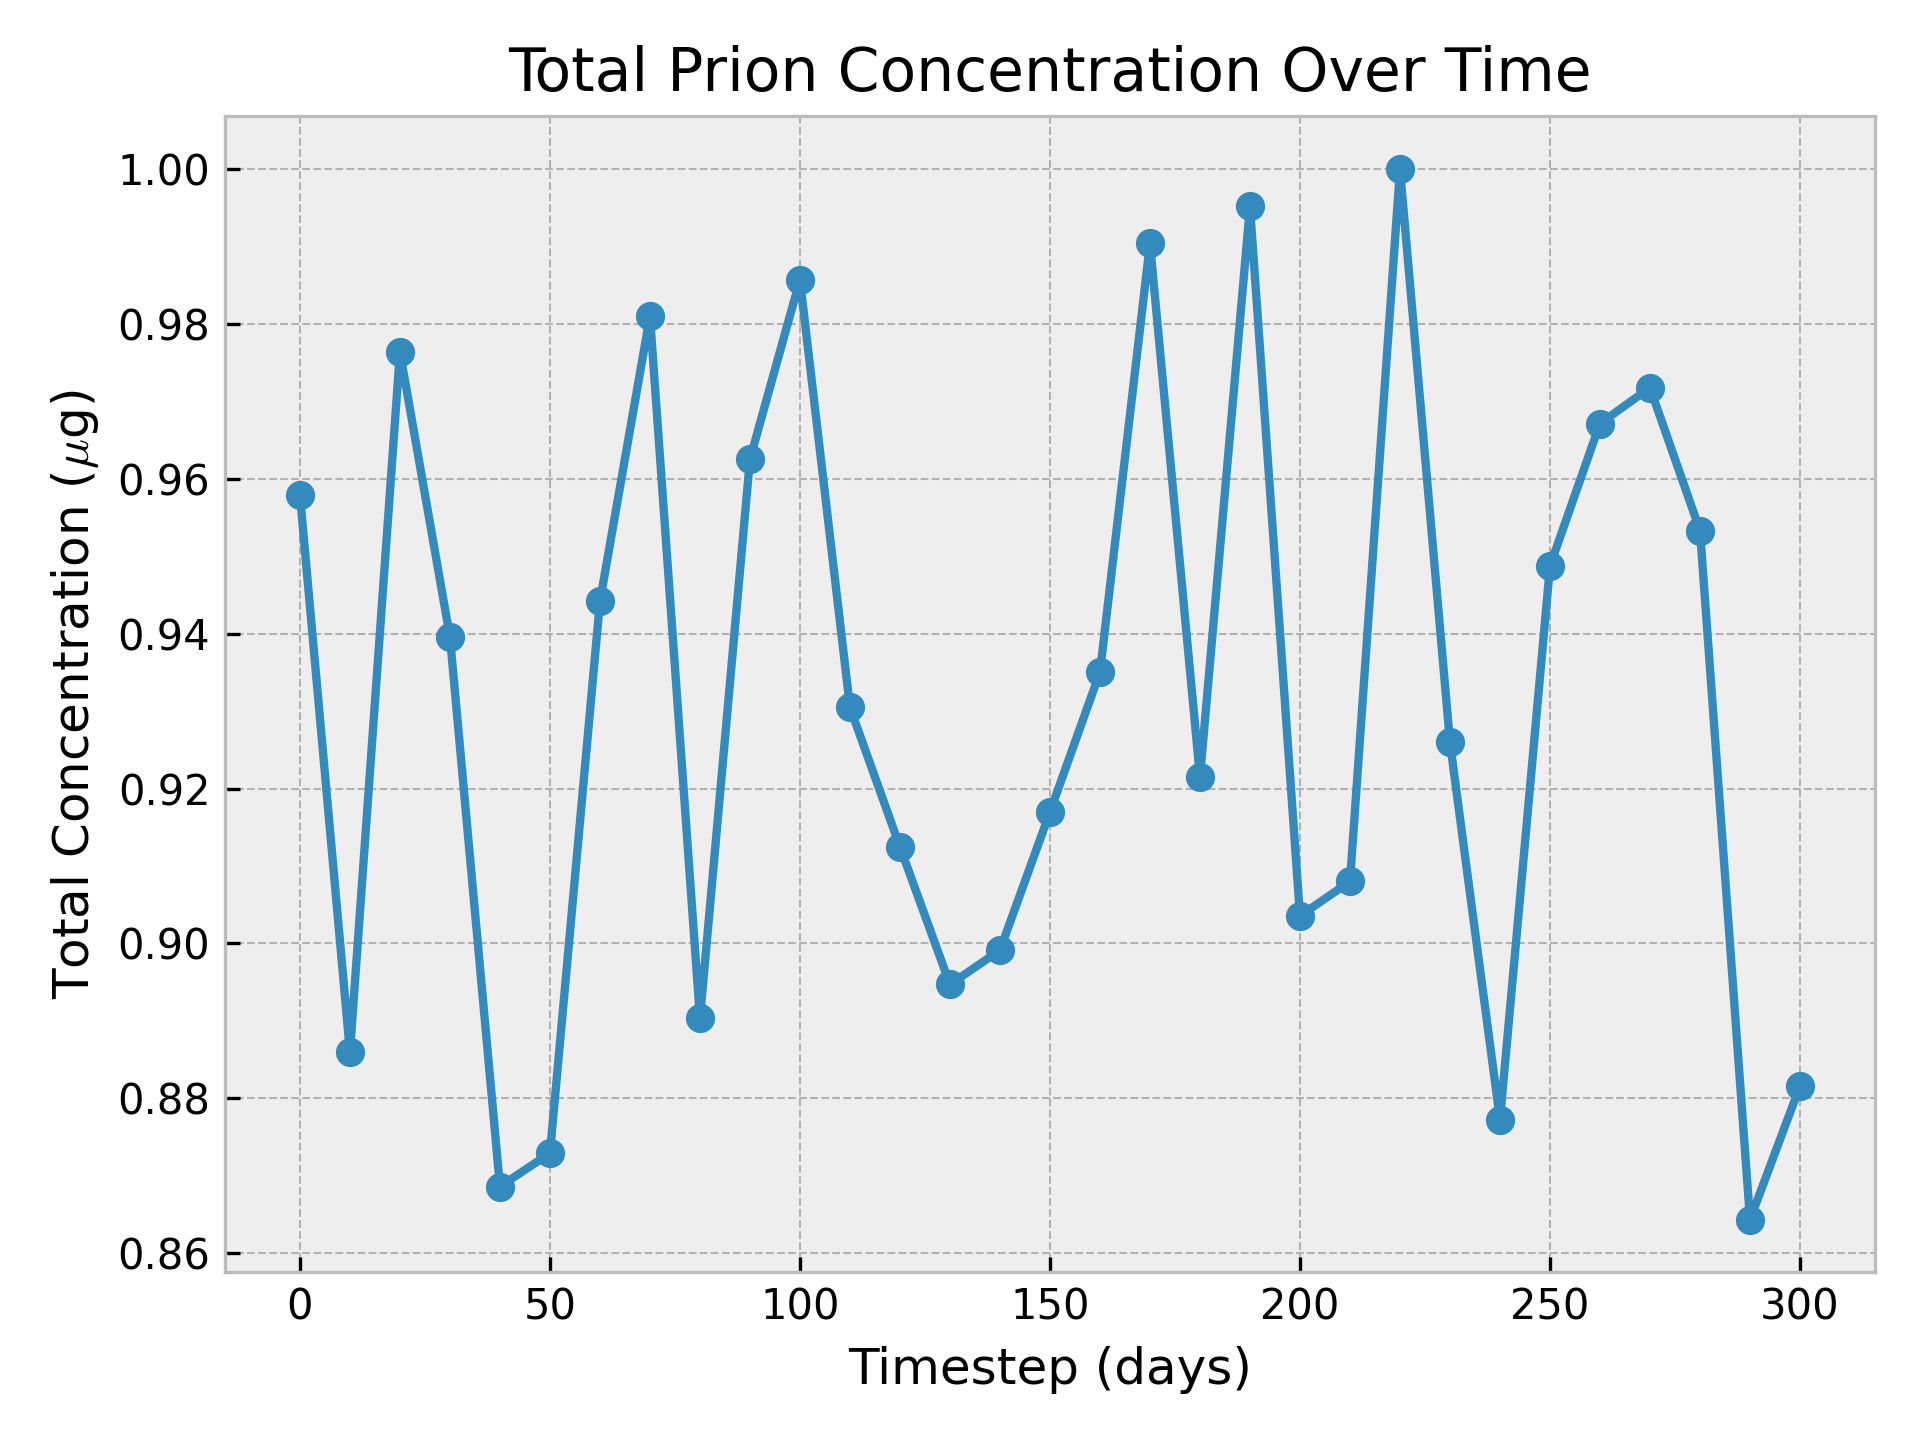 Total Prion Concentration Over Time
Total Concentration (μg)
1.00
0.98
0.96
0.94
0.92
0.90
0.88
0.86
0 50 100 150 200 250 300
Timestep (days)